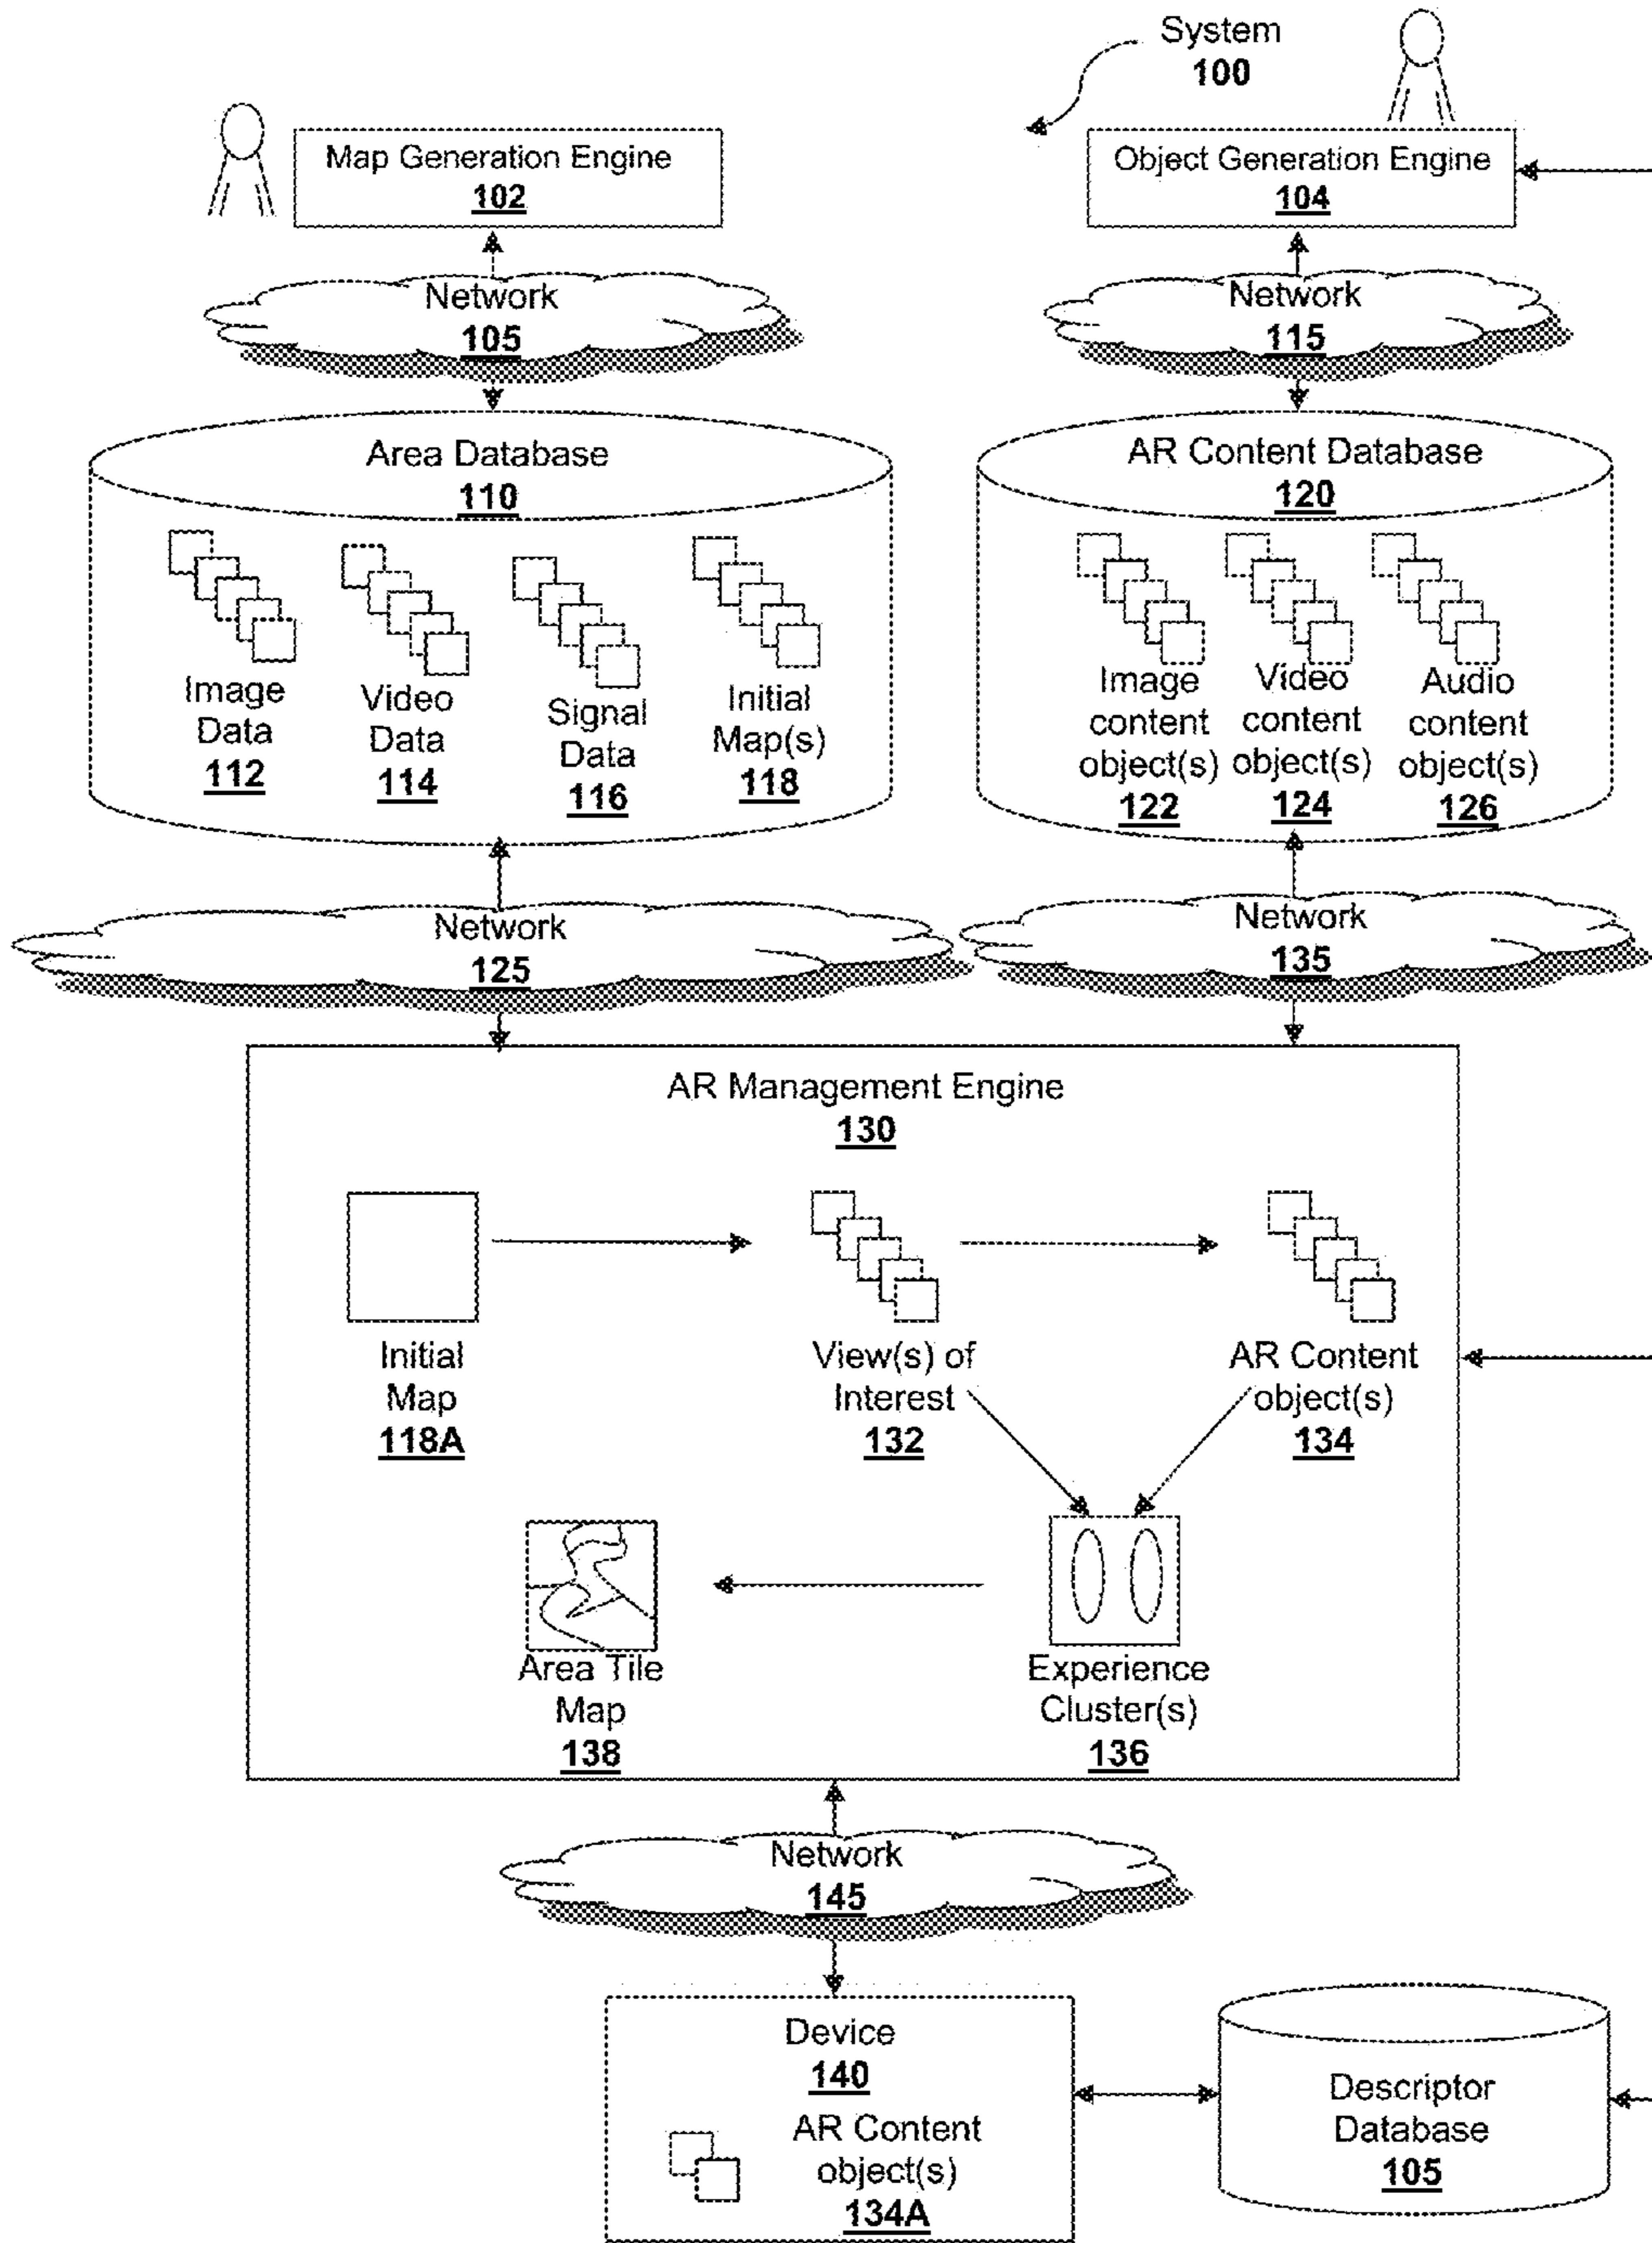 System
100
Map Generation Engine
102
Object Generation Engine
104
Network
105
Network
115
Area Database
110
AR Content Database
120
Image
Data
112
Video
Data
114
Signal
Data
116
Initial
Map(s)
118
Image
content
object(s)
122
Video
content
object(s)
124
Audio
content
object(s)
126
Network
125
Network
135
AR Management Engine
130
Initial
Map
118A
View(s) of
Interest
132
AR Content
object(s)
134
Area Tile
Map
138
Experience
Cluster(s)
136
Network
145
Device
140
AR Content
object(s)
134A
Descriptor
Database
105